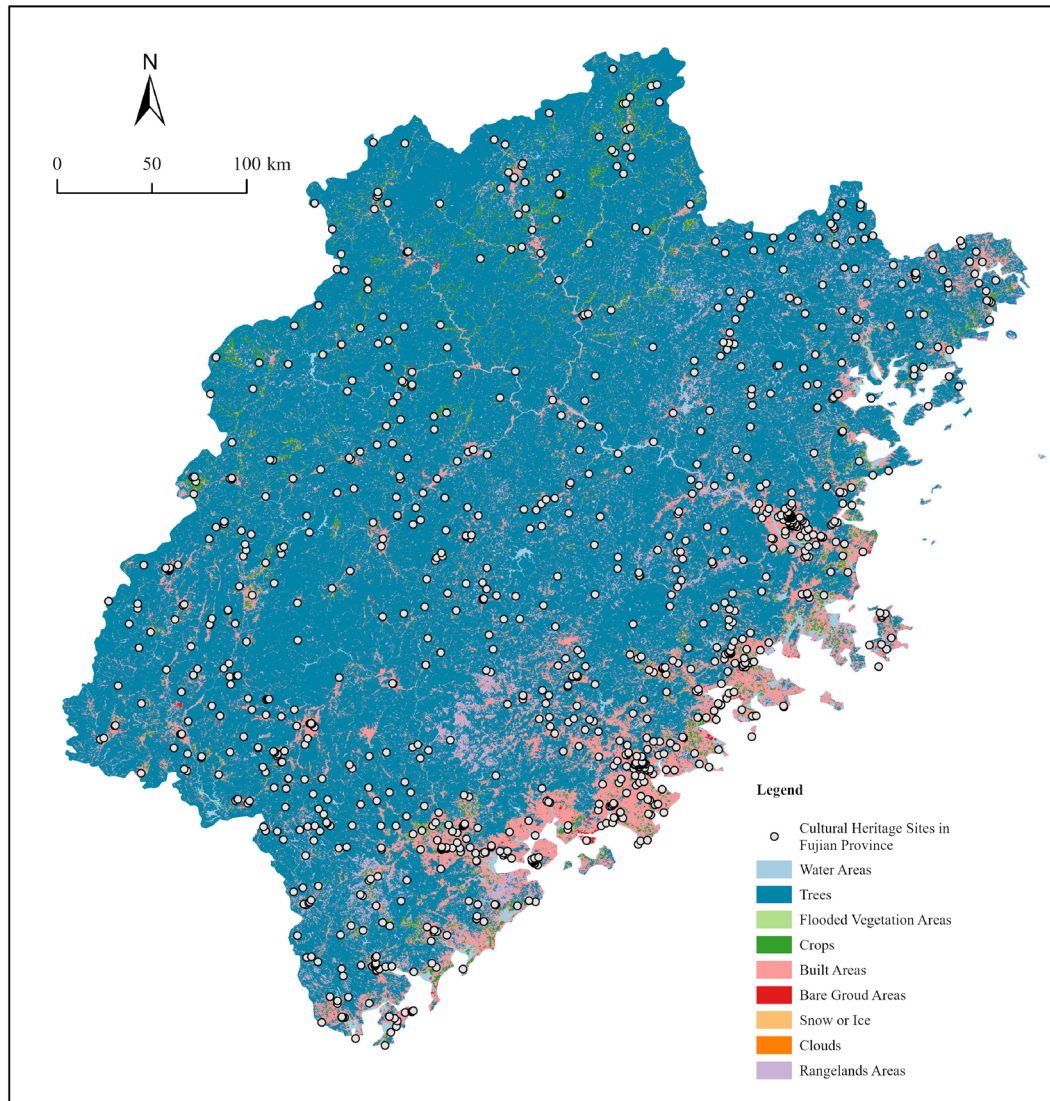 N
0 50 100 km
Legend
Cultural Heritage Sites in
Fujian Province
Water Areas
Trees
Flooded Vegetation Areas
Crops
Built Areas
Bare Groud Areas
Snow or Ice
Clouds
Rangelands Areas